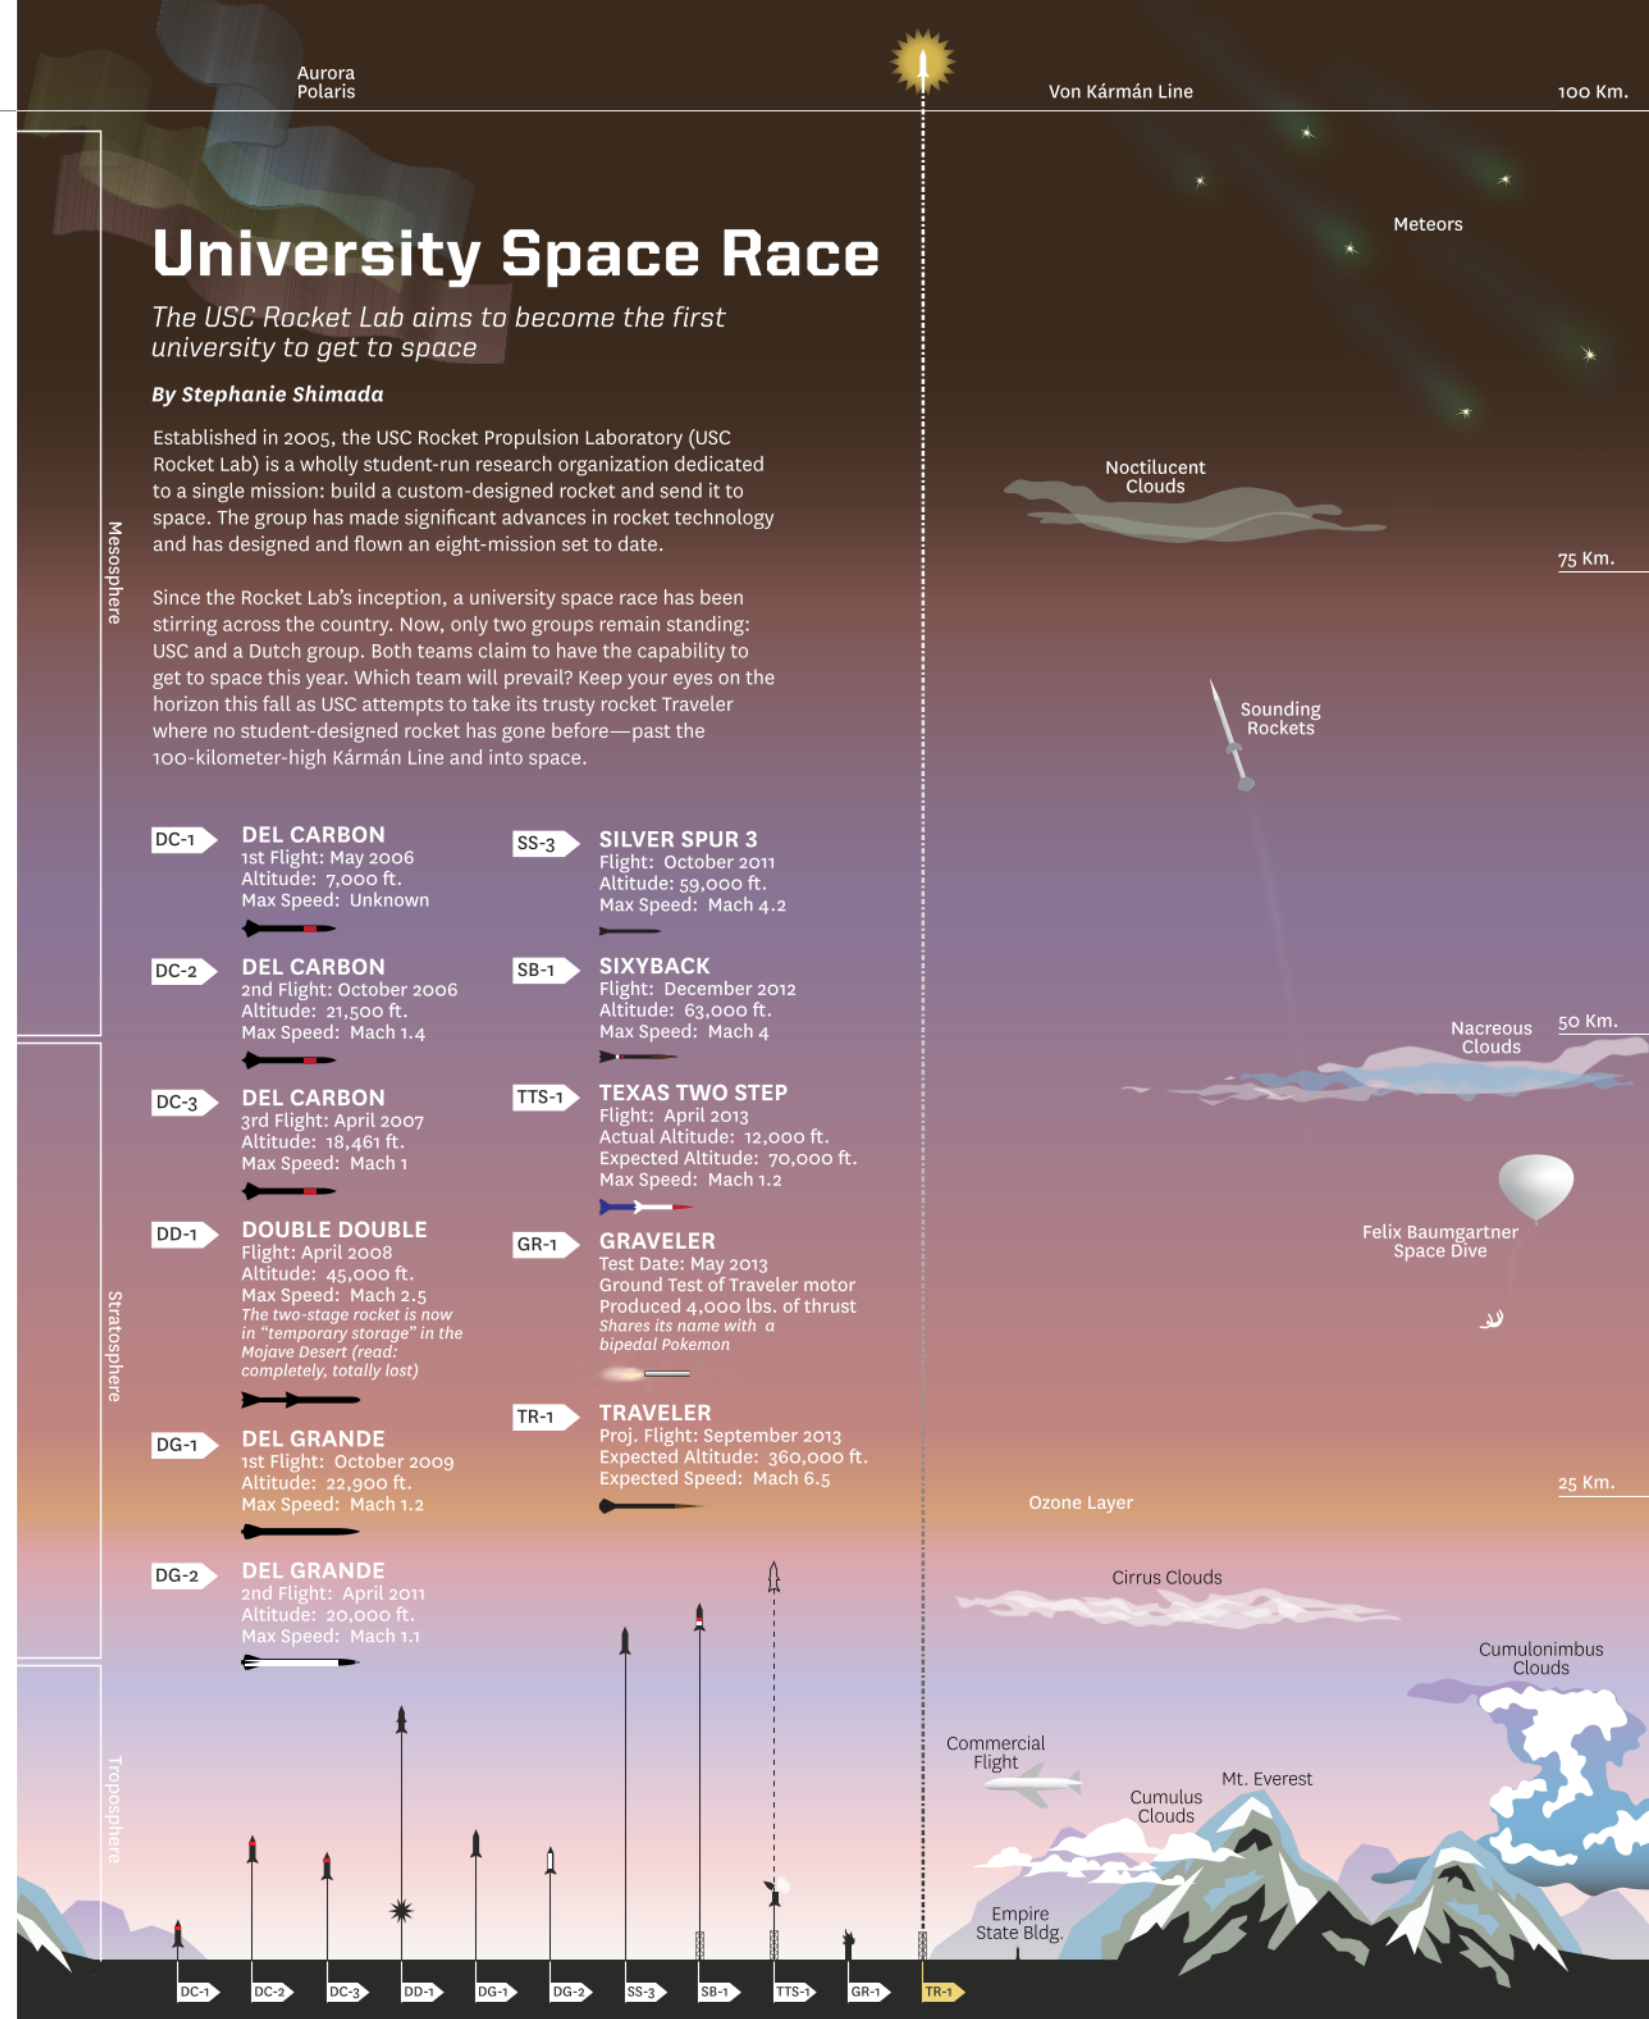 Aurora
Polaris
Von Kármán Line
100 Km.
Meteors
University Space Race
The USC Rocket Lab aims to become the first
university to get to space
By Stephanie Shimada
Established in 2005, the USC Rocket Propulsion Laboratory (USC
Rocket Lab) is a wholly student-run research organization dedicated
to a single mission: build a custom-designed rocket and send it to
space. The group has made significant advances in rocket technology
and has designed and flown an eight-mission set to date.
Since the Rocket Lab's inception, a university space race has been
stirring across the country. Now, only two groups remain standing:
USC and a Dutch group. Both teams claim to have the capability to
get to space this year. Which team will prevail? Keep your eyes on the
horizon this fall as USC attempts to take its trusty rocket Traveler
where no student-designed rocket has gone before—past the
100-kilometer-high Kármán Line and into space.
Mesosphere
Noctilucent
Clouds
75 Km.
Sounding
Rockets
DC-1
DEL CARBON
1st Flight: May 2006
Altitude: 7,000 ft.
Max Speed: Unknown
DC-2
DEL CARBON
2nd Flight: October 2006
Altitude: 21,500 ft.
Max Speed: Mach 1.4
DC-3
DEL CARBON
3rd Flight: April 2007
Altitude: 18,461 ft.
Max Speed: Mach 1
DD-1
DOUBLE DOUBLE
Flight: April 2008
Altitude: 45,000 ft.
Max Speed: Mach 2.5
The two-stage rocket is now
in "temporary storage" in the
Mojave Desert (read:
completely, totally lost)
DG-1
DEL GRANDE
1st Flight: October 2009
Altitude: 22,900 ft.
Max Speed: Mach 1.2
DG-2
DEL GRANDE
2nd Flight: April 2011
Altitude: 20,000 ft.
Max Speed: Mach 1.1
SS-3
SILVER SPUR 3
Flight: October 2011
Altitude: 59,000 ft.
Max Speed: Mach 4.2
SB-1
SIXYBACK
Flight: December 2012
Altitude: 63,000 ft.
Max Speed: Mach 4
TTS-1
TEXAS TWO STEP
Flight: April 2013
Actual Altitude: 12,000 ft.
Expected Altitude: 70,000 ft.
Max Speed: Mach 1.2
GR-1
GRAVELER
Test Date: May 2013
Ground Test of Traveler motor
Produced 4,000 lbs. of thrust
Shares its name with a
bipedal Pokemon
TR-1
TRAVELER
Proj. Flight: September 2013
Expected Altitude: 360,000 ft.
Expected Speed: Mach 6.5
Nacreous
Clouds
50 Km.
Felix Baumgartner
Space Dive
Stratosphere
25 Km.
Ozone Layer
Cirrus Clouds
Cumulonimbus
Clouds
Troposphere
Commercial
Flight
Mt. Everest
Cumulus
Clouds
Empire
State Bldg.
DC-1
DC-2
DC-3
DD-1
DG-1
DG-2
SS-3
SB-1
TTS-1
GR-1
TR-1